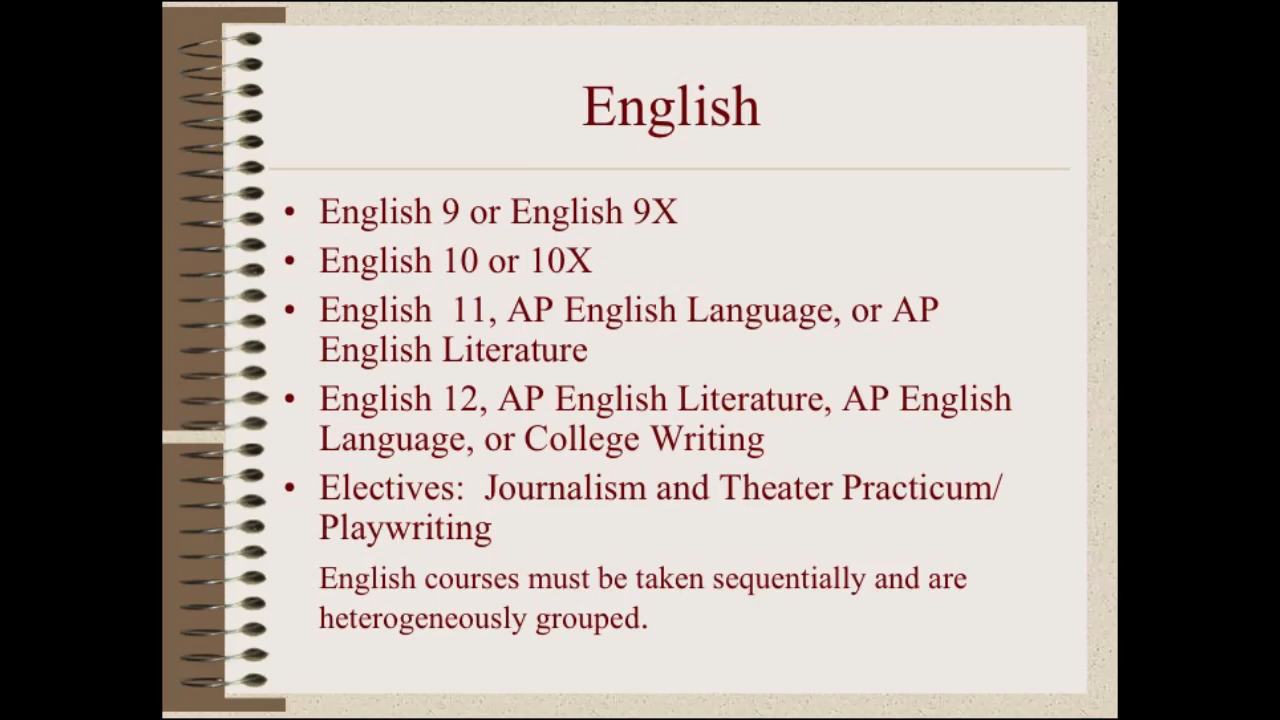 English
• English 9 or English 9X
• English 10 or 10X
• English  11, AP English Language, or AP
English Literature
• English 12, AP English Literature, AP English
Language, or College Writing
• Electives:  Journalism and Theater Practicum/
Playwriting
English courses must be taken sequentially and are
heterogeneously grouped.